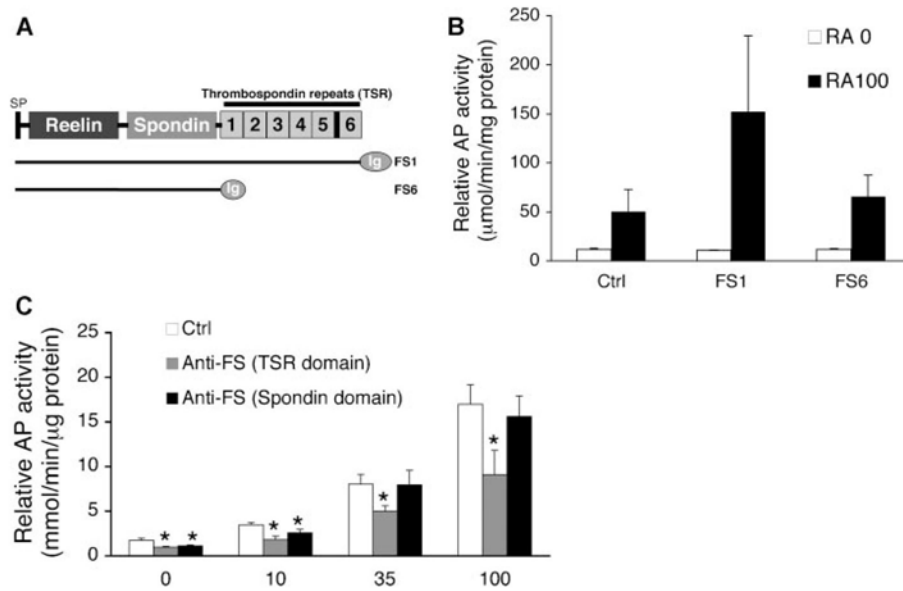 A
Thrombospondin repeats (TSR)
SP
Reelin Spondin 1 2 3 4 5 6
Ig FS1
Ig FS6
B
Relative AP activity
(μmol/min/mg protein)
250
200
150
100
50
0
RA 0
RA100
Ctrl FS1 FS6
C
Relative AP activity
(mmol/min/μg protein)
25
20
15
10
5
0
Ctrl
Anti-FS (TSR domain)
Anti-FS (Spondin domain)
* * * * * *
0 10 35 100